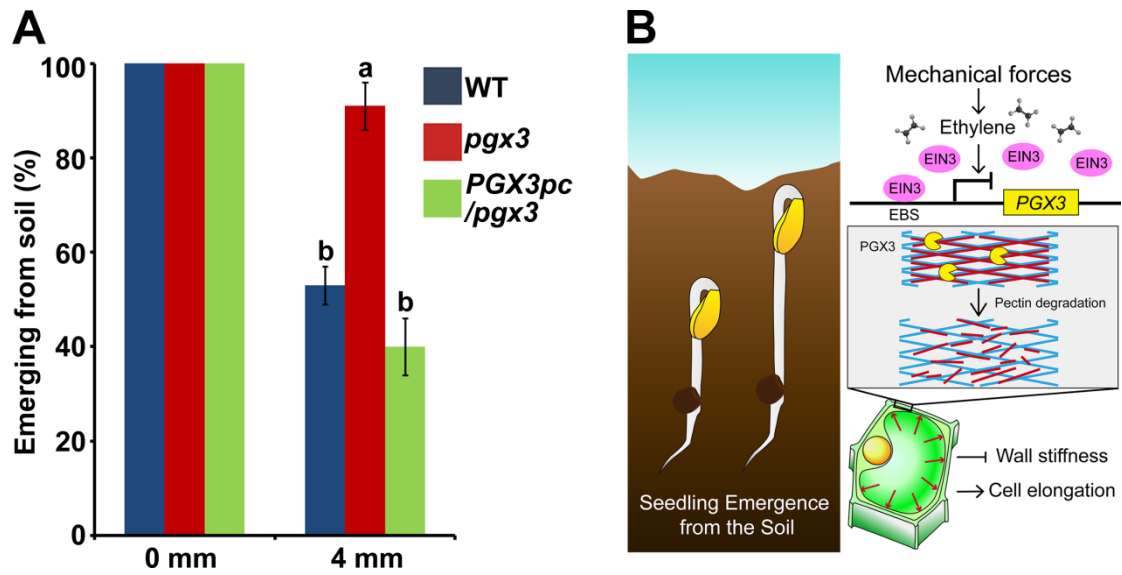 A
100
80
60
40
20
0
Emerging from soil (%)
a
b
b
0 mm
4 mm
WT
pgx3
PGX3pc
/pgx3
B
Seedling Emergence
from the Soil
Mechanical forces
Ethylene
EIN3
EIN3
EIN3
EIN3
EBS
PGX3
PGX3
Pectin degradation
Wall stiffness
Cell elongation